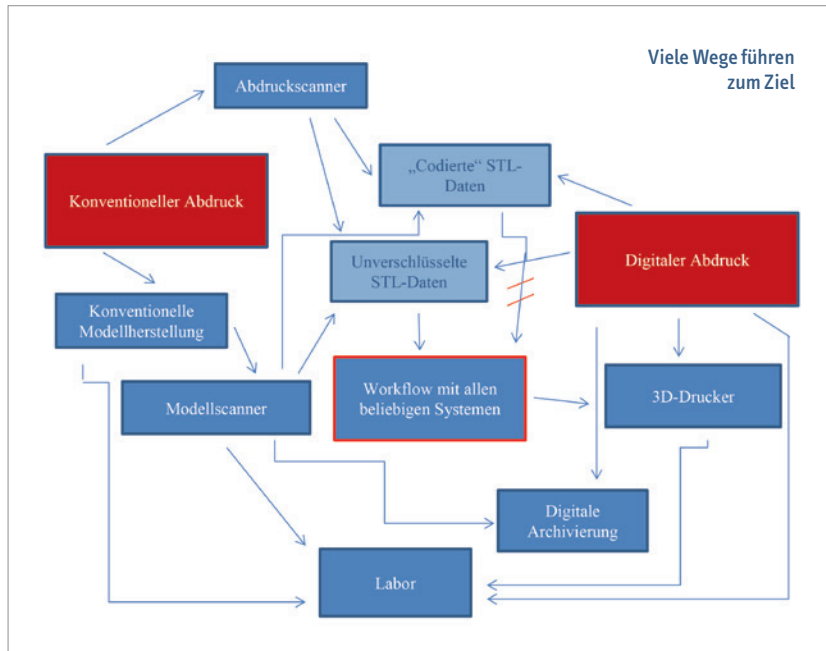 Viele Wege führen
zum Ziel
Abdruckscanner
„Codierte“ STL-
Daten
Konventioneller Abdruck
Digitaler Abdruck
Unverschlüsselte
STL-Daten
Konventionelle
Modellherstellung
Workflow mit allen
beliebigen Systemen
3D-Drucker
Modellscanner
Digitale
Archivierung
Labor